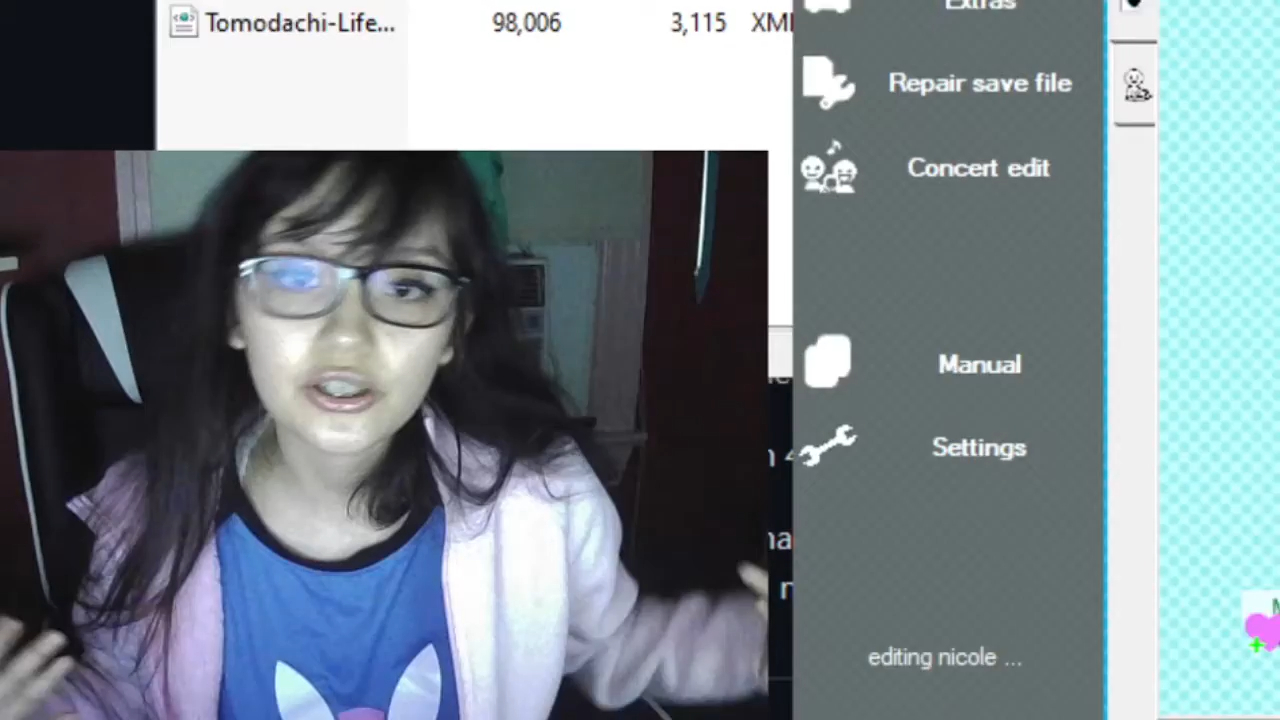 Tomodachi-Life... 98,006 3,115
Extras
Repair save file
Concert edit
Manual
Settings
editing nicole ...